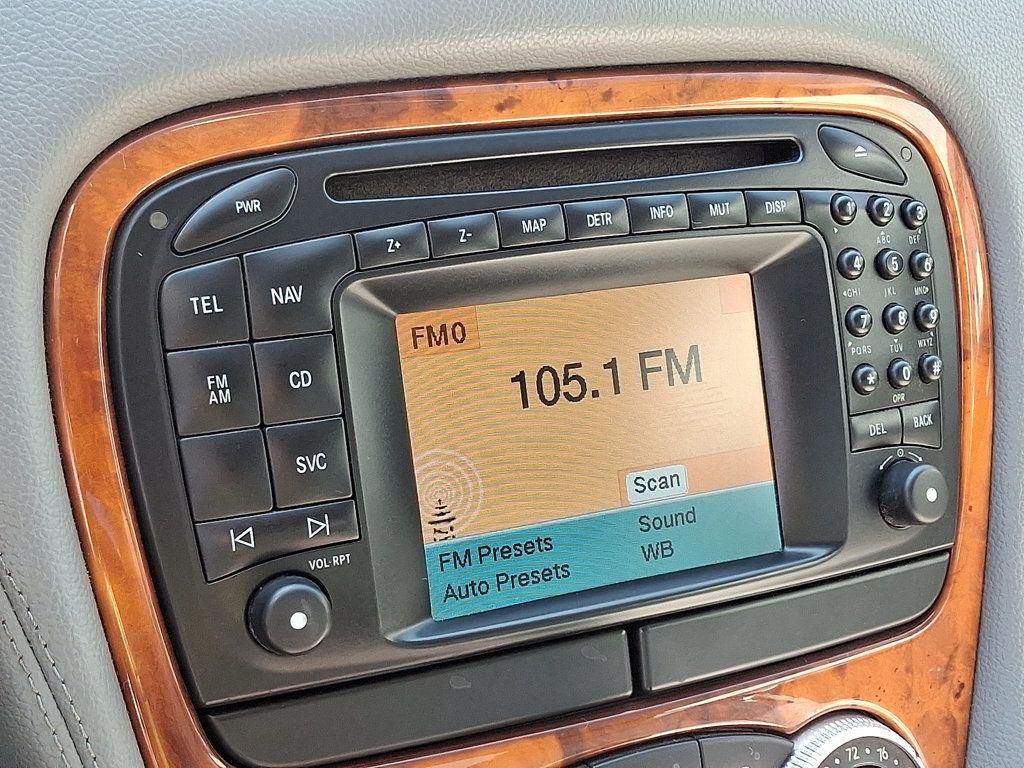 PWR
Z+ Z- MAP DETR INFO MUT DISP
TEL NAV
FM AM
CD
SVC
VOL·RPT
FM0
105.1 FM
Scan
FM Presets Sound
Auto Presets WB
1 2 3
ABC DEF
4 5 6
GHI JKL MNO
7 8 9
PQRS TUV WXYZ
* 0 #
OPR
DEL BACK
72 76